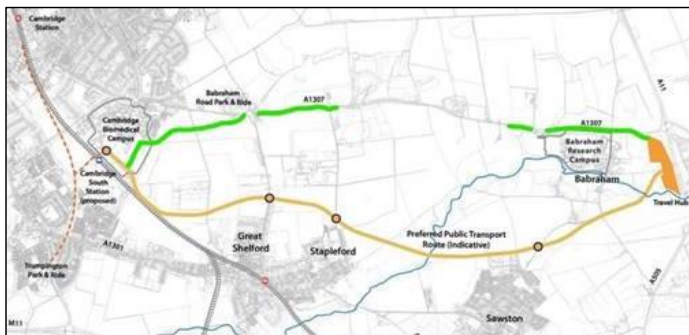 Cambridge
Station
Babraham
Road Park & Ride
A1307
A11
Cambridge
Biomedical
Campus
A1307
Babraham
Research
Campus
Cambridge
South
Station
(proposed)
Babraham
Travel Hub
Great
Shelford
Stapleford
Preferred Public Transport
Route (Indicative)
A1301
Trumpington
Park & Ride
A505
Sawston
M11